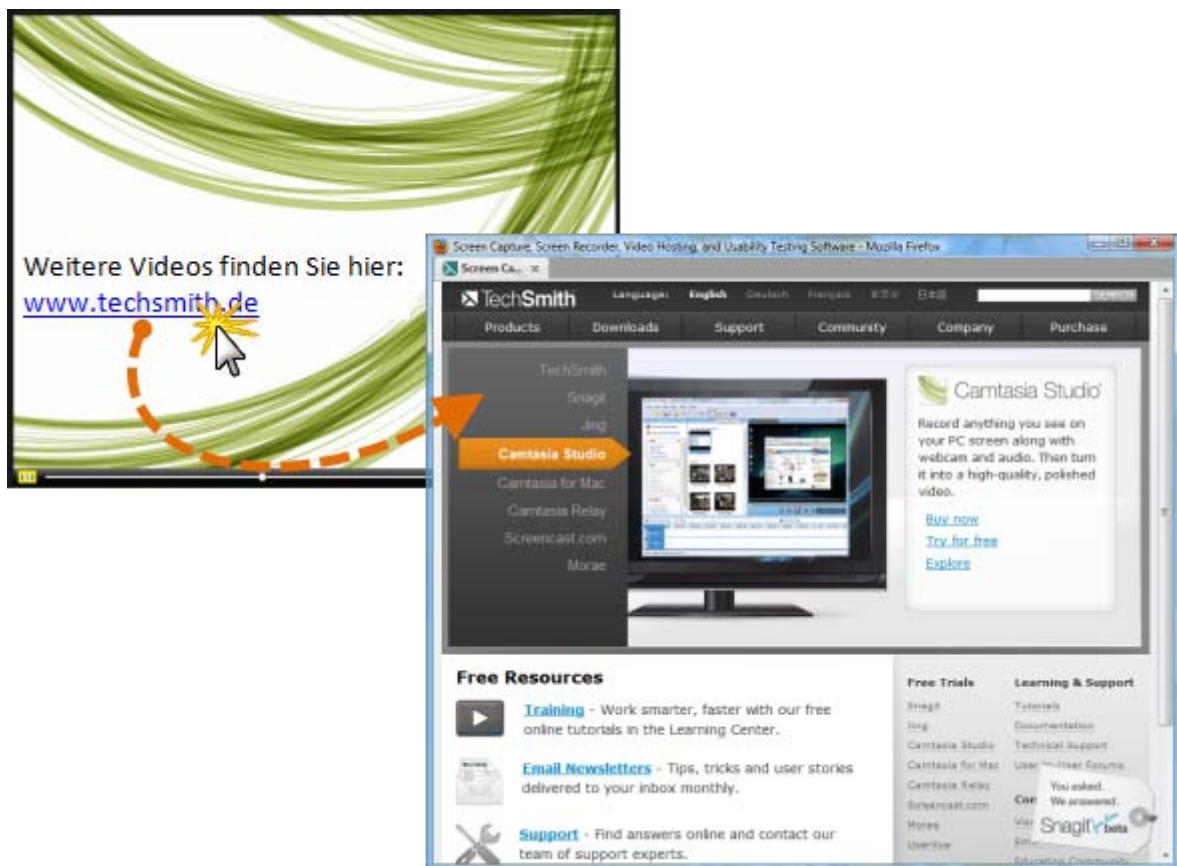 Weitere Videos finden Sie hier:
www.techsmith.de
Screen Capture, Screen Recorder, Video Hosting, and Usability Testing Software - Mozilla Firefox
Screen Ca...
TechSmith
Language: English Deutsch Français 日本語
SEARCH
Products Downloads Support Community Company Purchase
TechSmith
Snagit
Jing
Camtasia Studio
Camtasia for Mac
Camtasia Relay
Screencast.com
Morae
Camtasia Studio
Record anything you see on
your PC screen along with
webcam and audio. Then turn
it into a high-quality, polished
video.
Buy now
Try for free
Explore
Free Resources
Training - Work smarter, faster with our free
online tutorials in the Learning Center.
Email Newsletters - Tips, tricks and user stories
delivered to your inbox monthly.
Support - Find answers online and contact our
team of support experts.
Free Trials
Snagit
Jing
Camtasia Studio
Camtasia for Mac
Camtasia Relay
Screencast.com
Morae
UserVue
Learning & Support
Tutorials
Documentation
Technical Support
User-to-User Forums
Education Community
You asked.
We answered.
Snagit beta